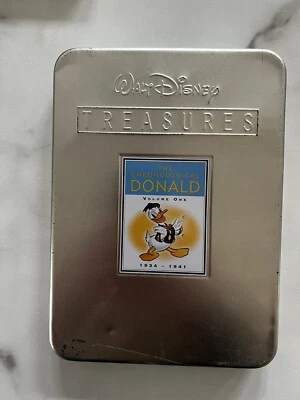 Walt Disney
TREASURES
THE
CHRONOLOGICAL
DONALD
VOLUME ONE
1934 - 1941